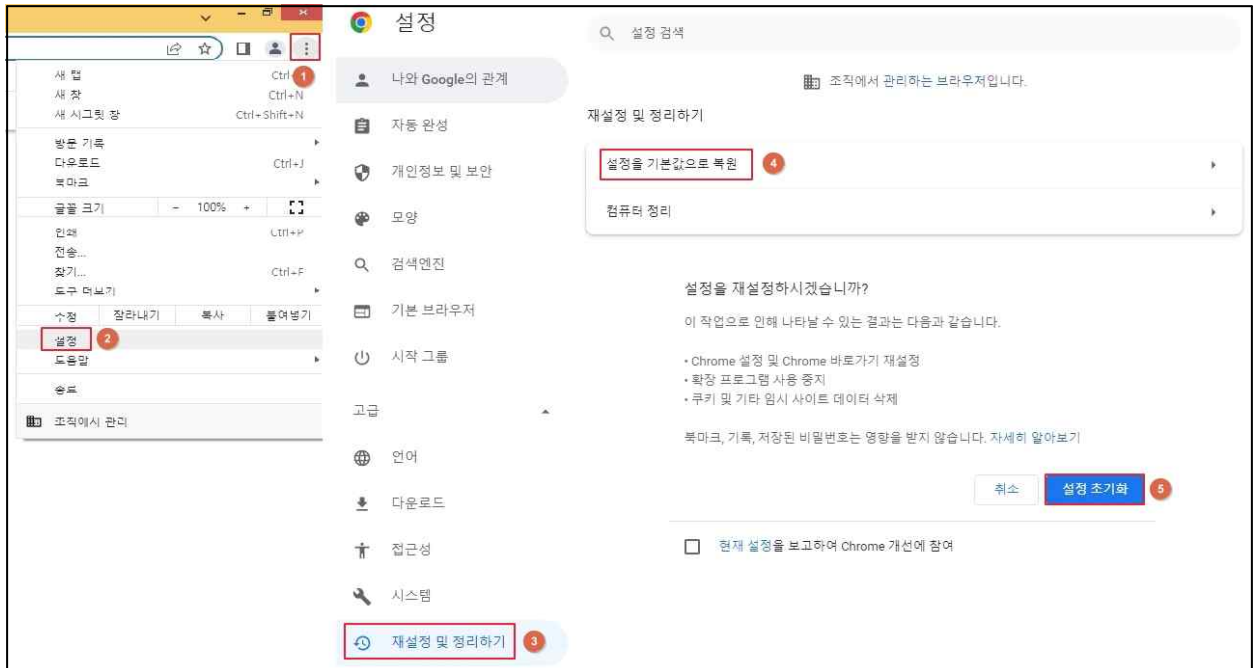 새 탭 Ctrl
1
새 창 Ctrl+N
새 시크릿 창 Ctrl+Shift+N
방문 기록
다운로드 Ctrl+J
북마크
글꼴 크기 - 100% +
인쇄 Ctrl+P
전송...
찾기... Ctrl+F
도구 더보기
수정 잘라내기 복사 붙여넣기
설정 2
도움말
종료
조직에서 관리
설정
나와 Google의 관계
자동 완성
개인정보 및 보안
모양
검색엔진
기본 브라우저
시작 그룹
고급
언어
다운로드
접근성
시스템
재설정 및 정리하기 3
설정 검색
조직에서 관리하는 브라우저입니다.
재설정 및 정리하기
설정을 기본값으로 복원 4
컴퓨터 정리
설정을 재설정하시겠습니까?
이 작업으로 인해 나타날 수 있는 결과는 다음과 같습니다.
• Chrome 설정 및 Chrome 바로가기 재설정
• 확장 프로그램 사용 중지
• 쿠키 및 기타 임시 사이트 데이터 삭제
북마크, 기록, 저장된 비밀번호는 영향을 받지 않습니다. 자세히 알아보기
취소 설정 초기화 5
현재 설정을 보고하여 Chrome 개선에 참여